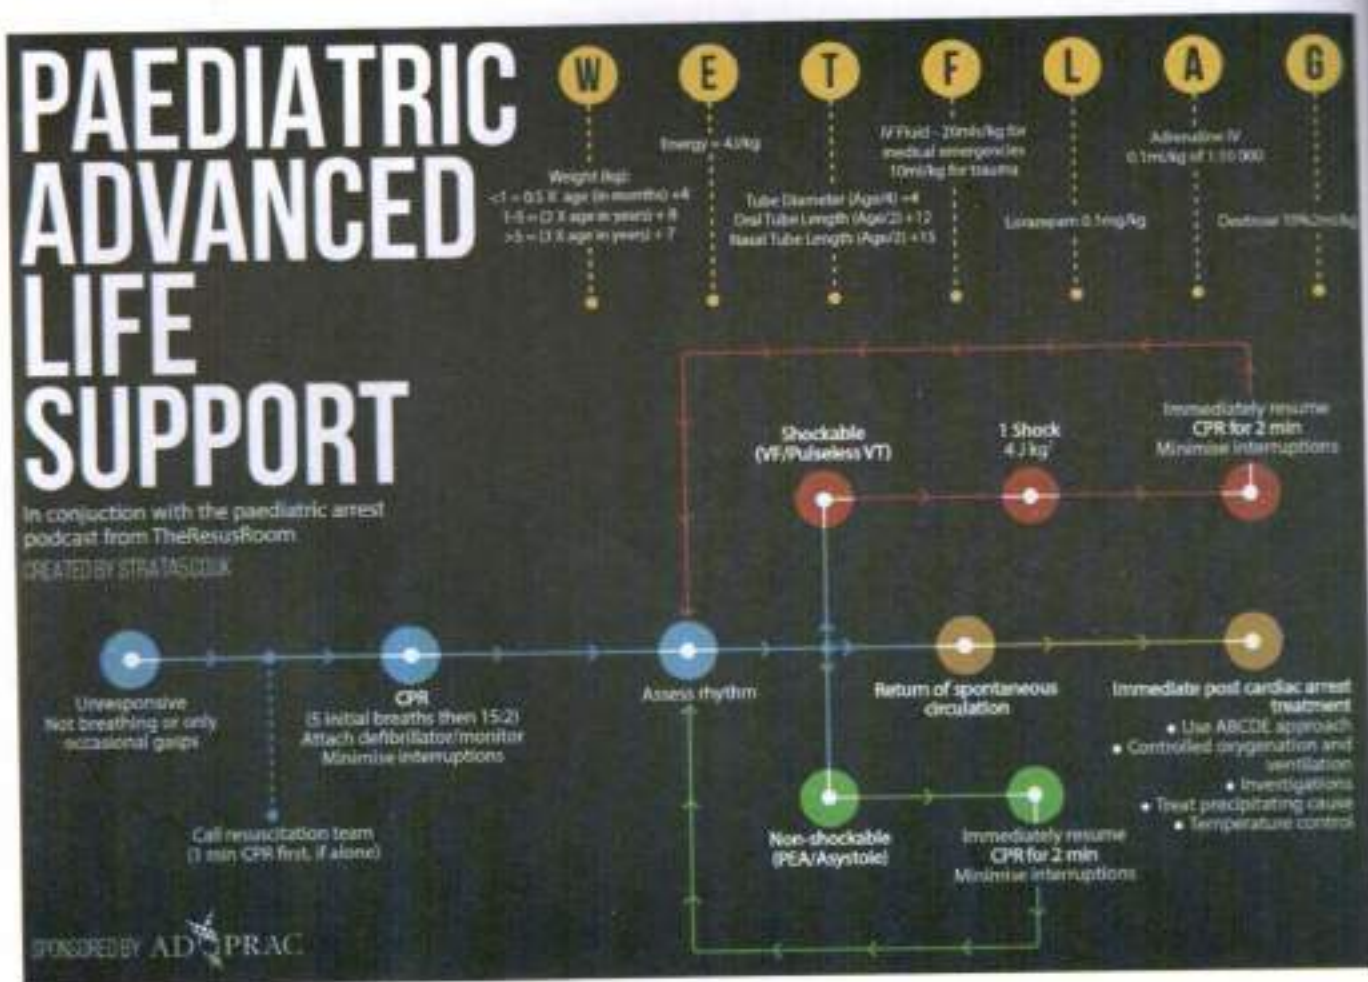 PAEDIATRIC
ADVANCED
LIFE
SUPPORT
In conjuction with the paediatric arrest
podcast from TheResusRoom
CREATED BY STRATA5.CO.UK
W
E
T
F
L
A
G
Weight (kg):
<1 = 0.5 X age (in months) +4
1-5 = (2 X age in years) + 8
>5 = (3 X age in years) + 7
Energy = 4J/kg
Tube Diameter (Age/4) +4
Oral Tube Length (Age/2) +12
Nasal Tube Length (Age/2) +15
IV Fluid - 20mls/kg for
medical emergencies
10ml/kg for trauma
Lorazepam 0.1mg/kg
Adrenaline IV
0.1ml/kg of 1:10 000
Dextrose 10% 2ml/kg
Shockable
(VF/Pulseless VT)
1 Shock
4 J kg
Immediately resume
CPR for 2 min
Minimise interruptions
Unresponsive
Not breathing or only
occasional gasps
Call resuscitation team
(1 min CPR first, if alone)
CPR
(5 initial breaths then 15:2)
Attach defibrillator/monitor
Minimise interruptions
Assess rhythm
Return of spontaneous
circulation
Immediate post cardiac arrest
treatment
• Use ABCDE approach
• Controlled oxygenation and
ventilation
• Investigations
• Treat precipitating cause
• Temperature control
Non-shockable
(PEA/Asystole)
Immediately resume
CPR for 2 min
Minimise interruptions
SPONSORED BY AD PRAC